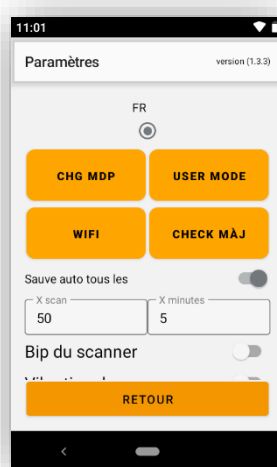 11:01
Paramètres version (1.3.3)
FR
CHG MDP USER MODE
WIFI CHECK MÀJ
Sauve auto tous les
X scan X minutes
50 5
Bip du scanner
RETOUR